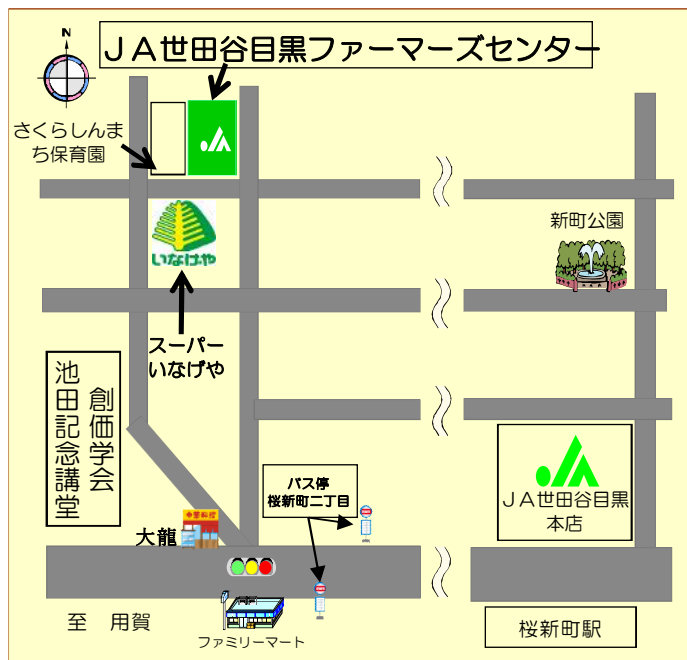 N
JA世田谷目黒ファーマーズセンター
さくらしんま
ち保育園
JA
いなげや
新町公園
スーパー
いなげや
創価学会
池田記念講堂
JA
JA世田谷目黒
本店
バス停
桜新町二丁目
中華料理
大龍
至 用賀
ファミリーマート
桜新町駅